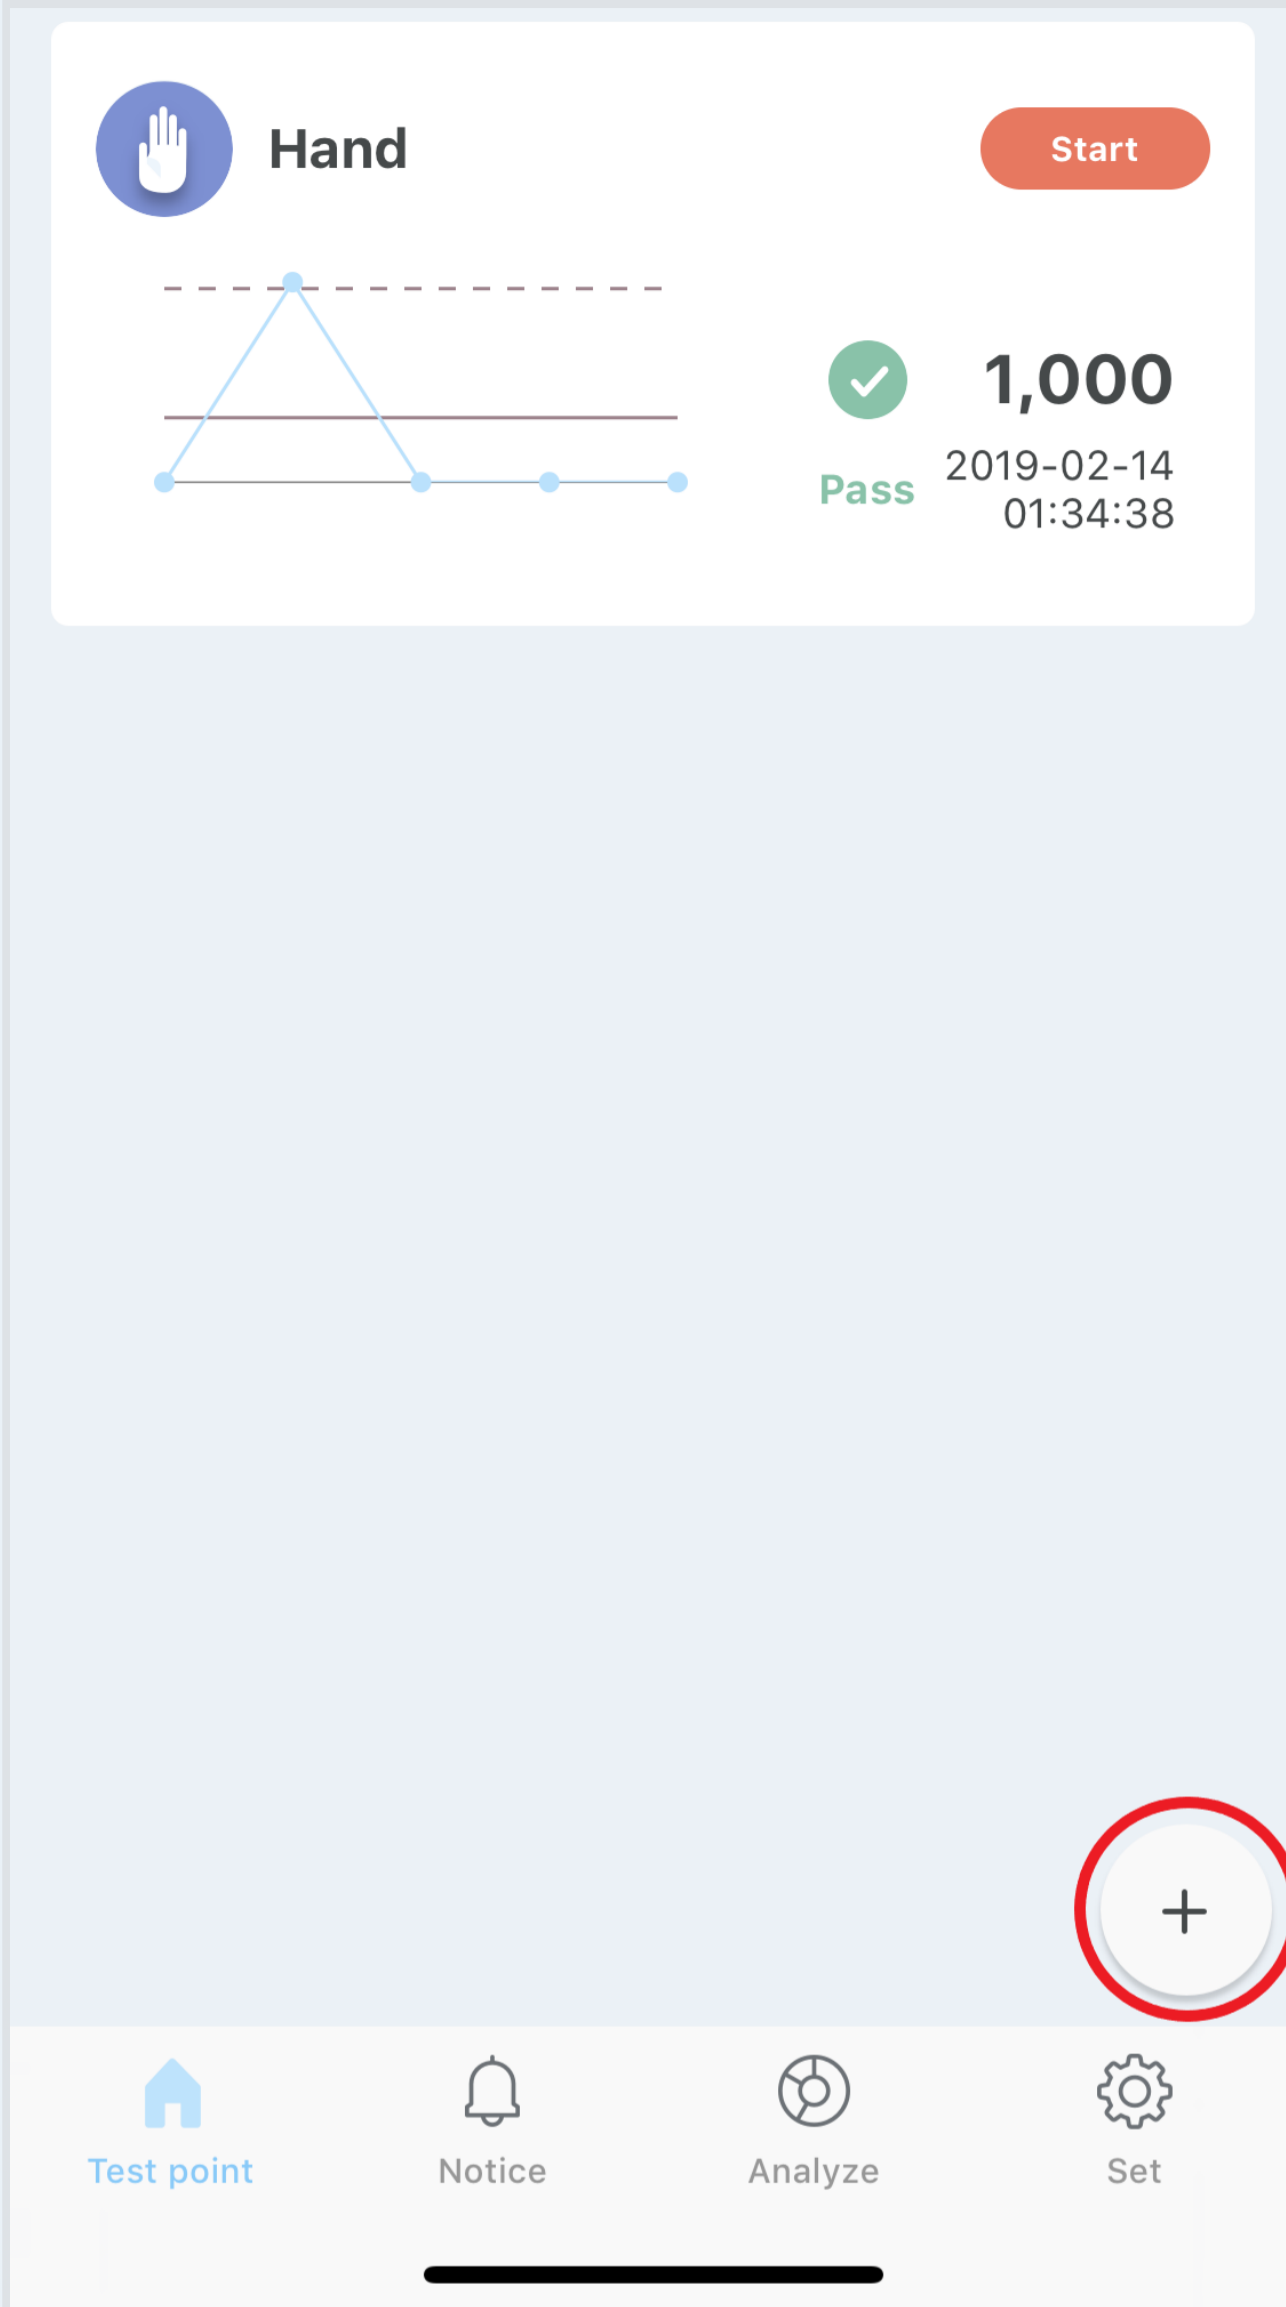 Hand
Start
1,000
Pass
2019-02-14
01:34:38
Test point
Notice
Analyze
Set